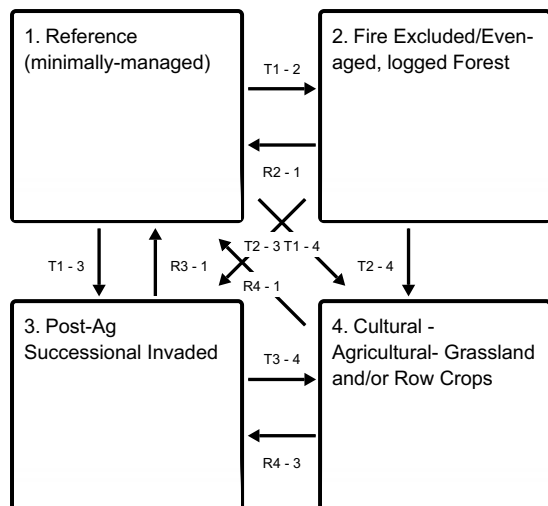 1. Reference
(minimally-managed)
2. Fire Excluded/Even-
aged, logged Forest
T1 - 2
R2 - 1
T1 - 3
R3 - 1
T2 - 3
T1 - 4
R4 - 1
T2 - 4
3. Post-Ag
Successional Invaded
4. Cultural -
Agricultural- Grassland
and/or Row Crops
T3 - 4
R4 - 3